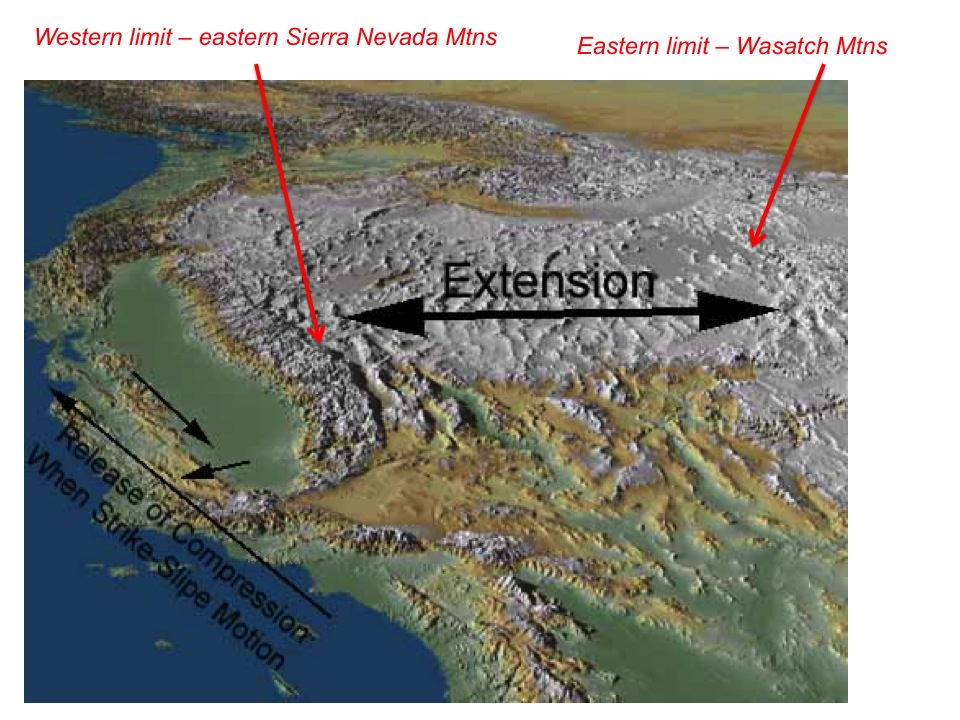 Western limit – eastern Sierra Nevada Mtns
Eastern limit – Wasatch Mtns
Extension
Release of Compression
When Strike-Slipe Motion